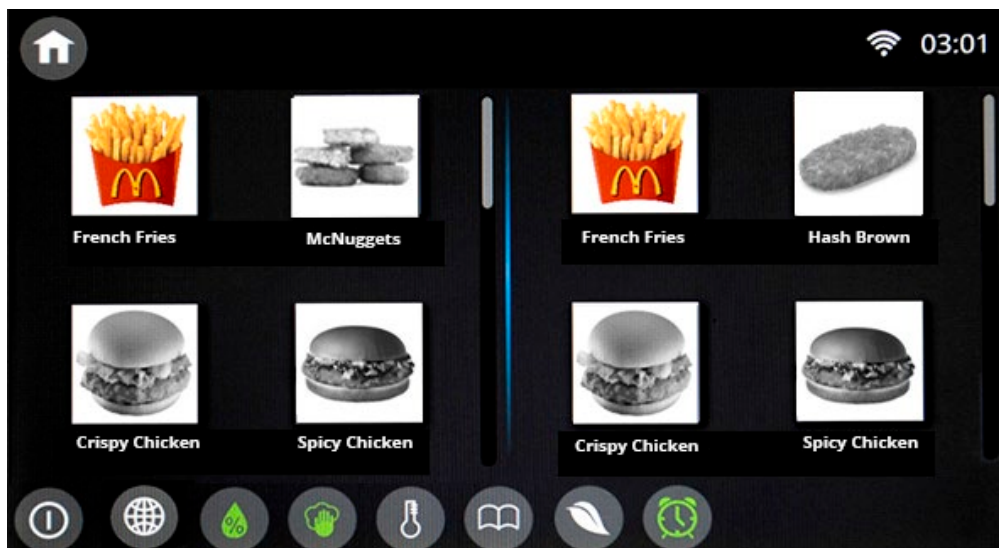 03:01
French Fries
McNuggets
French Fries
Hash Brown
Crispy Chicken
Spicy Chicken
Crispy Chicken
Spicy Chicken
%